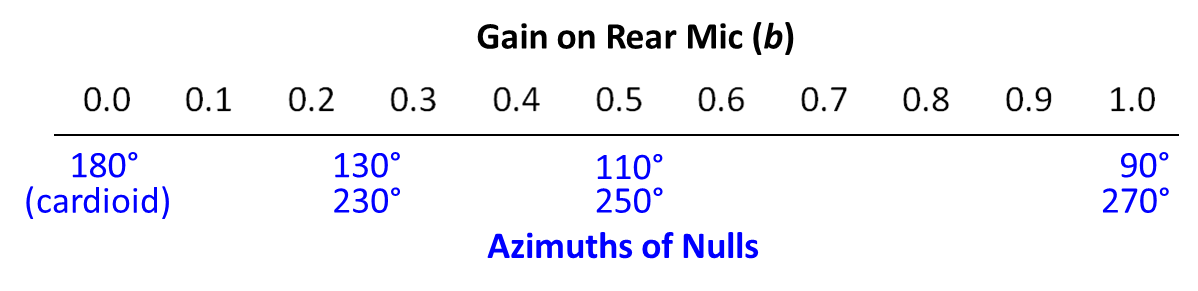 Gain on Rear Mic (b)
0.0 0.1 0.2 0.3 0.4 0.5 0.6 0.7 0.8 0.9 1.0
180° 130° 110° 90°
(cardioid) 230° 250° 270°
Azimuths of Nulls